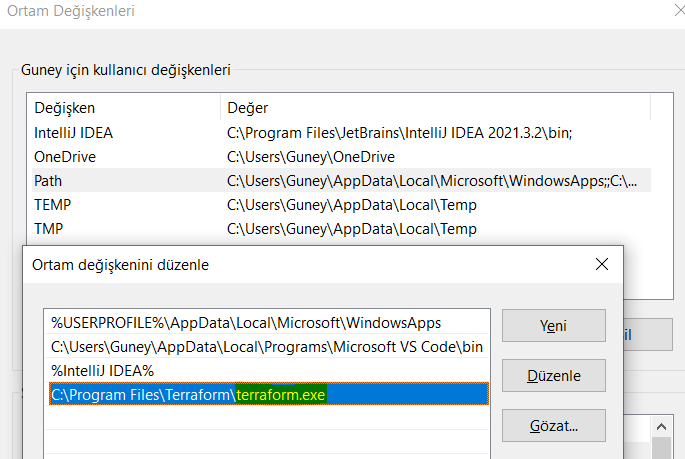 Ortam Değişkenleri
Guney için kullanıcı değişkenleri
Değişken Değer
IntelliJ IDEA C:\Program Files\JetBrains\IntelliJ IDEA 2021.3.2\bin;
OneDrive C:\Users\Guney\OneDrive
Path C:\Users\Guney\AppData\Local\Microsoft\WindowsApps;;C:\...
TEMP C:\Users\Guney\AppData\Local\Temp
TMP C:\Users\Guney\AppData\Local\Temp
Ortam değişkenini düzenle
%USERPROFILE%\AppData\Local\Microsoft\WindowsApps
C:\Users\Guney\AppData\Local\Programs\Microsoft VS Code\bin
%IntelliJ IDEA%
C:\Program Files\Terraform\terraform.exe
Yeni
il
Düzenle
Gözat...